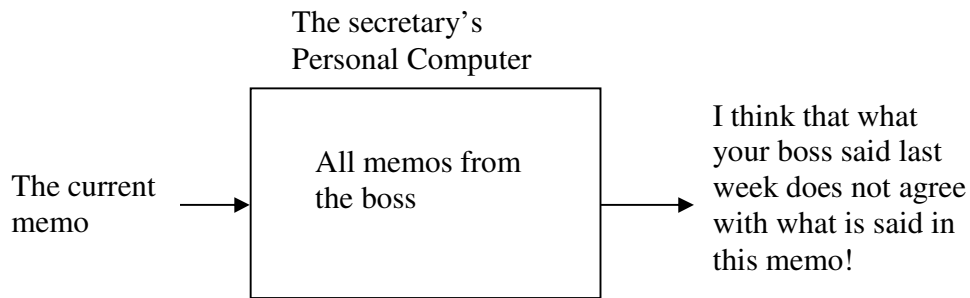 The secretary’s
Personal Computer
The current
memo
All memos from
the boss
I think that what
your boss said last
week does not agree
with what is said in
this memo!